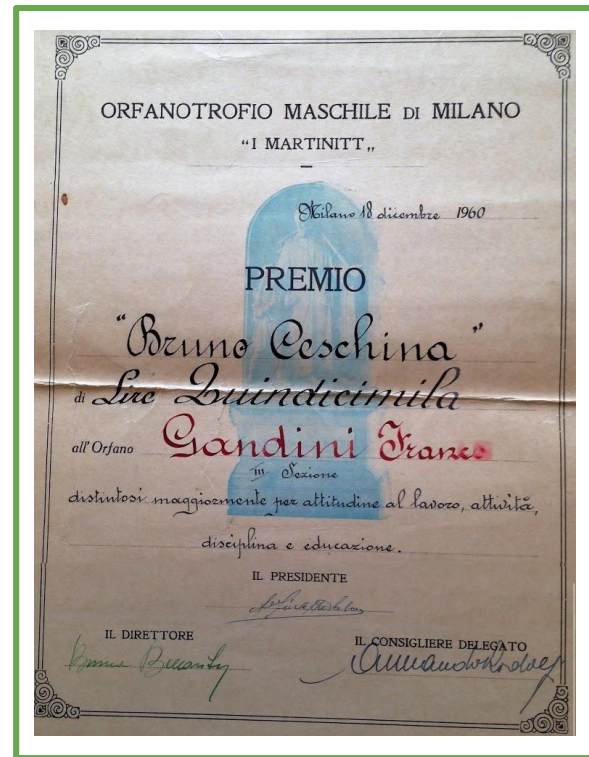 ORFANOTROFIO MASCHILE DI MILANO
"I MARTINITT„
Milano 18 dicembre 1960
PREMIO
"Bruno Ceschina"
di Lire Quindicimila
all'Orfano Gandini Franco
III Sezione
distintosi maggiormente per attitudine al lavoro, attività,
disciplina e educazione.
IL PRESIDENTE
IL DIRETTORE
IL CONSIGLIERE DELEGATO